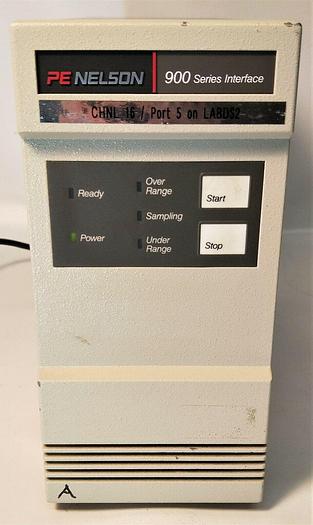 PE NELSON 900 Series Interface
CHNL 16 / Port 5 on LABDS2
Ready
Over
Range
Start
Sampling
Power
Under
Range
Stop
A